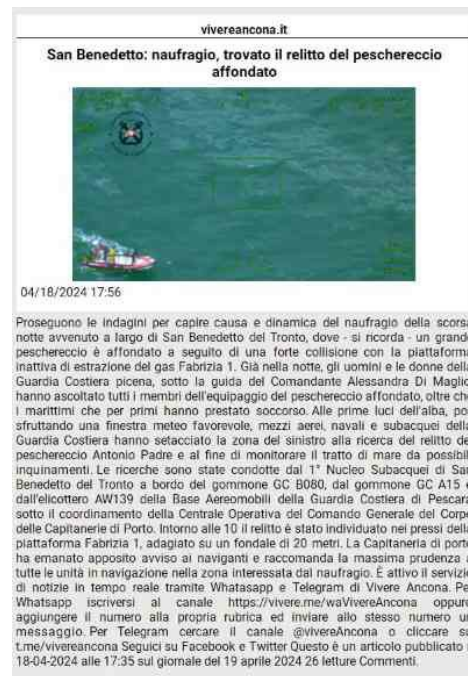 vivereancona.it
San Benedetto: naufragio, trovato il relitto del peschereccio
affondato
04/18/2024 17:56
Proseguono le indagini per capire causa e dinamica del naufragio della scorsa
notte avvenuto a largo di San Benedetto del Tronto, dove - si ricorda - un grande
peschereccio è affondato a seguito di una forte collisione con la piattaforma
inattiva di estrazione del gas Fabrizia 1. Già nella notte, gli uomini e le donne della
Guardia Costiera picena, sotto la guida del Comandante Alessandra Di Maglio
hanno ascoltato tutti i membri dell'equipaggio del peschereccio affondato, oltre che
i marittimi che per primi hanno prestato soccorso. Alle prime luci dell'alba, poi
sfruttando una finestra meteo favorevole, mezzi aerei, navali e subacquei della
Guardia Costiera hanno setacciato la zona del sinistro alla ricerca del relitto del
peschereccio Antonio Padre e al fine di monitorare il tratto di mare da possibili
inquinamenti. Le ricerche sono state condotte dal 1° Nucleo Subacquei di San
Benedetto del Tronto a bordo del gommone GC B080, dal gommone GC A15 e
dall'elicottero AW139 della Base Aereomobili della Guardia Costiera di Pescara
sotto il coordinamento della Centrale Operativa del Comando Generale del Corpo
delle Capitanerie di Porto. Intorno alle 10 il relitto è stato individuato nei pressi della
piattaforma Fabrizia 1, adagiato su un fondale di 20 metri. La Capitaneria di porto
ha emanato apposito avviso ai naviganti e raccomanda la massima prudenza a
tutte le unità in navigazione nella zona interessata dal naufragio. È attivo il servizio
di notizie in tempo reale tramite Whatasapp e Telegram di Vivere Ancona. Per
Whatsapp iscriversi al canale https://vivere.me/waVivereAncona oppure
aggiungere il numero alla propria rubrica ed inviare allo stesso numero un
messaggio. Per Telegram cercare il canale @vivereAncona o cliccare su
t.me/vivereancona Seguici su Facebook e Twitter Questo è un articolo pubblicato il
18-04-2024 alle 17:35 sul giornale del 19 aprile 2024 26 letture Commenti.